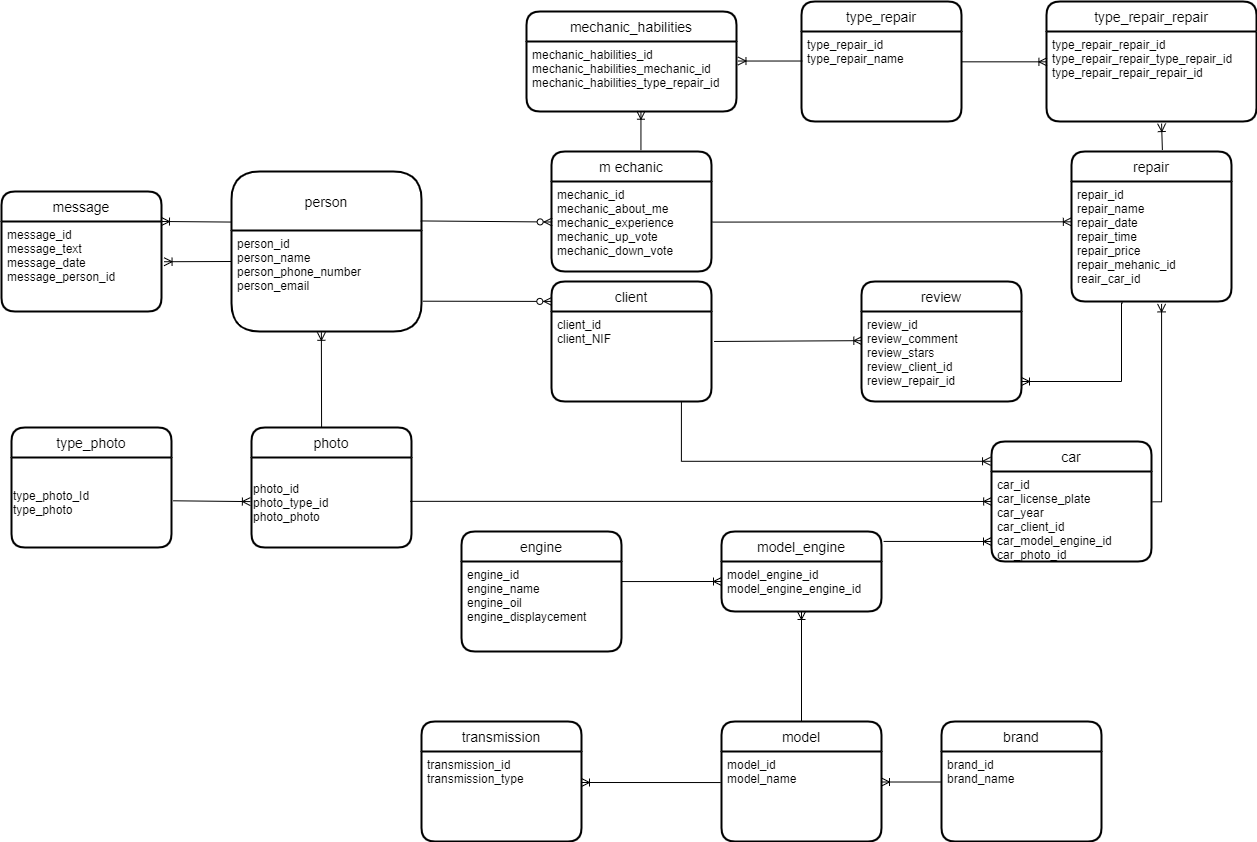 mechanic_habilities
mechanic_habilities_id
mechanic_habilities_mechanic_id
mechanic_habilities_type_repair_id
type_repair
type_repair_id
type_repair_name
type_repair_repair
type_repair_repair_id
type_repair_repair_type_repair_id
type_repair_repair_repair_id
message
message_id
message_text
message_date
message_person_id
person
person_id
person_name
person_phone_number
person_email
m echanic
mechanic_id
mechanic_about_me
mechanic_experience
mechanic_up_vote
mechanic_down_vote
repair
repair_id
repair_name
repair_date
repair_time
repair_price
repair_mehanic_id
reair_car_id
client
client_id
client_NIF
review
review_id
review_comment
review_stars
review_client_id
review_repair_id
type_photo
type_photo_Id
type_photo
photo
photo_id
photo_type_id
photo_photo
car
car_id
car_license_plate
car_year
car_client_id
car_model_engine_id
car_photo_id
engine
engine_id
engine_name
engine_oil
engine_displaycement
model_engine
model_engine_id
model_engine_engine_id
transmission
transmission_id
transmission_type
model
model_id
model_name
brand
brand_id
brand_name